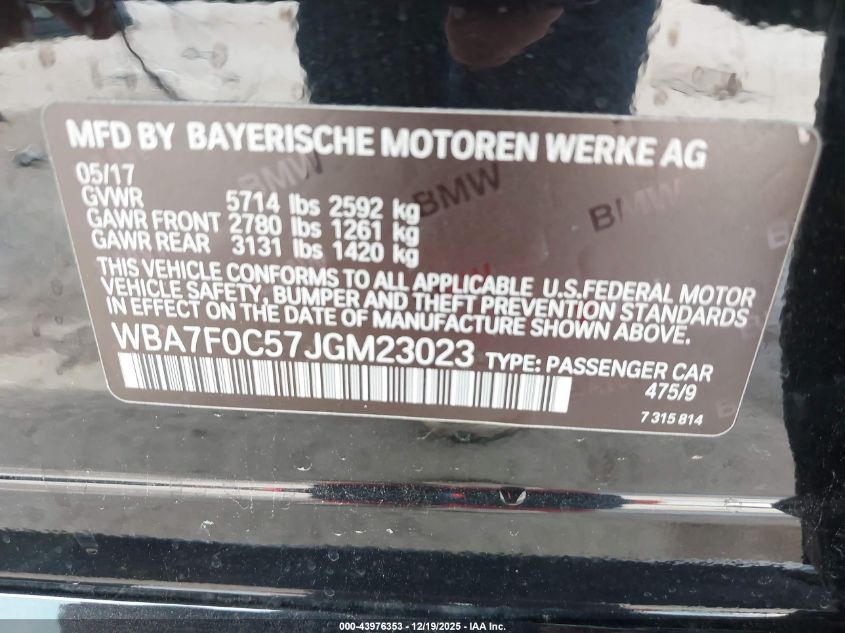 MFD BY BAYERISCHE MOTOREN WERKE AG
05/17
GVWR 5714 lbs 2592 kg
GAWR FRONT 2780 lbs 1261 kg
GAWR REAR 3131 lbs 1420 kg
THIS VEHICLE CONFORMS TO ALL APPLICABLE U.S.FEDERAL MOTOR
VEHICLE SAFETY, BUMPER AND THEFT PREVENTION STANDARDS
IN EFFECT ON THE DATE OF MANUFACTURE SHOWN ABOVE.
WBA7F0C57JGM23023 TYPE: PASSENGER CAR
475/9
7 315 814
BMW
BMW
000-43976353 - 12/19/2025 - IAA Inc.